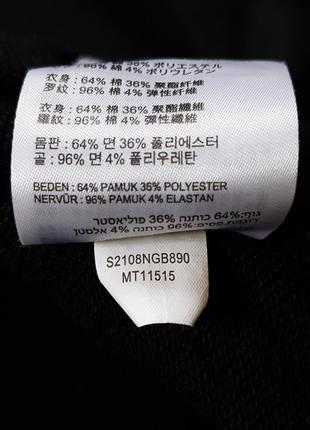 36% ポリエステル
96% 綿 4% ポリウレタン
衣身 : 64% 棉 36% 聚酯纤维
罗纹 : 96% 棉 4% 弹性纤维
衣身 : 64% 棉 36% 聚酯纖維
羅紋 : 96% 棉 4% 彈性纖維
몸판 : 64% 면 36% 폴리에스터
골 : 96% 면 4% 폴리우레탄
BEDEN : 64% PAMUK 36% POLYESTER
NERVÜR : 96% PAMUK 4% ELASTAN
גוף: 64% כותנה 36% פוליאסטר
96% כותנה 4% אלסטן
S2108NGB890
MT11515